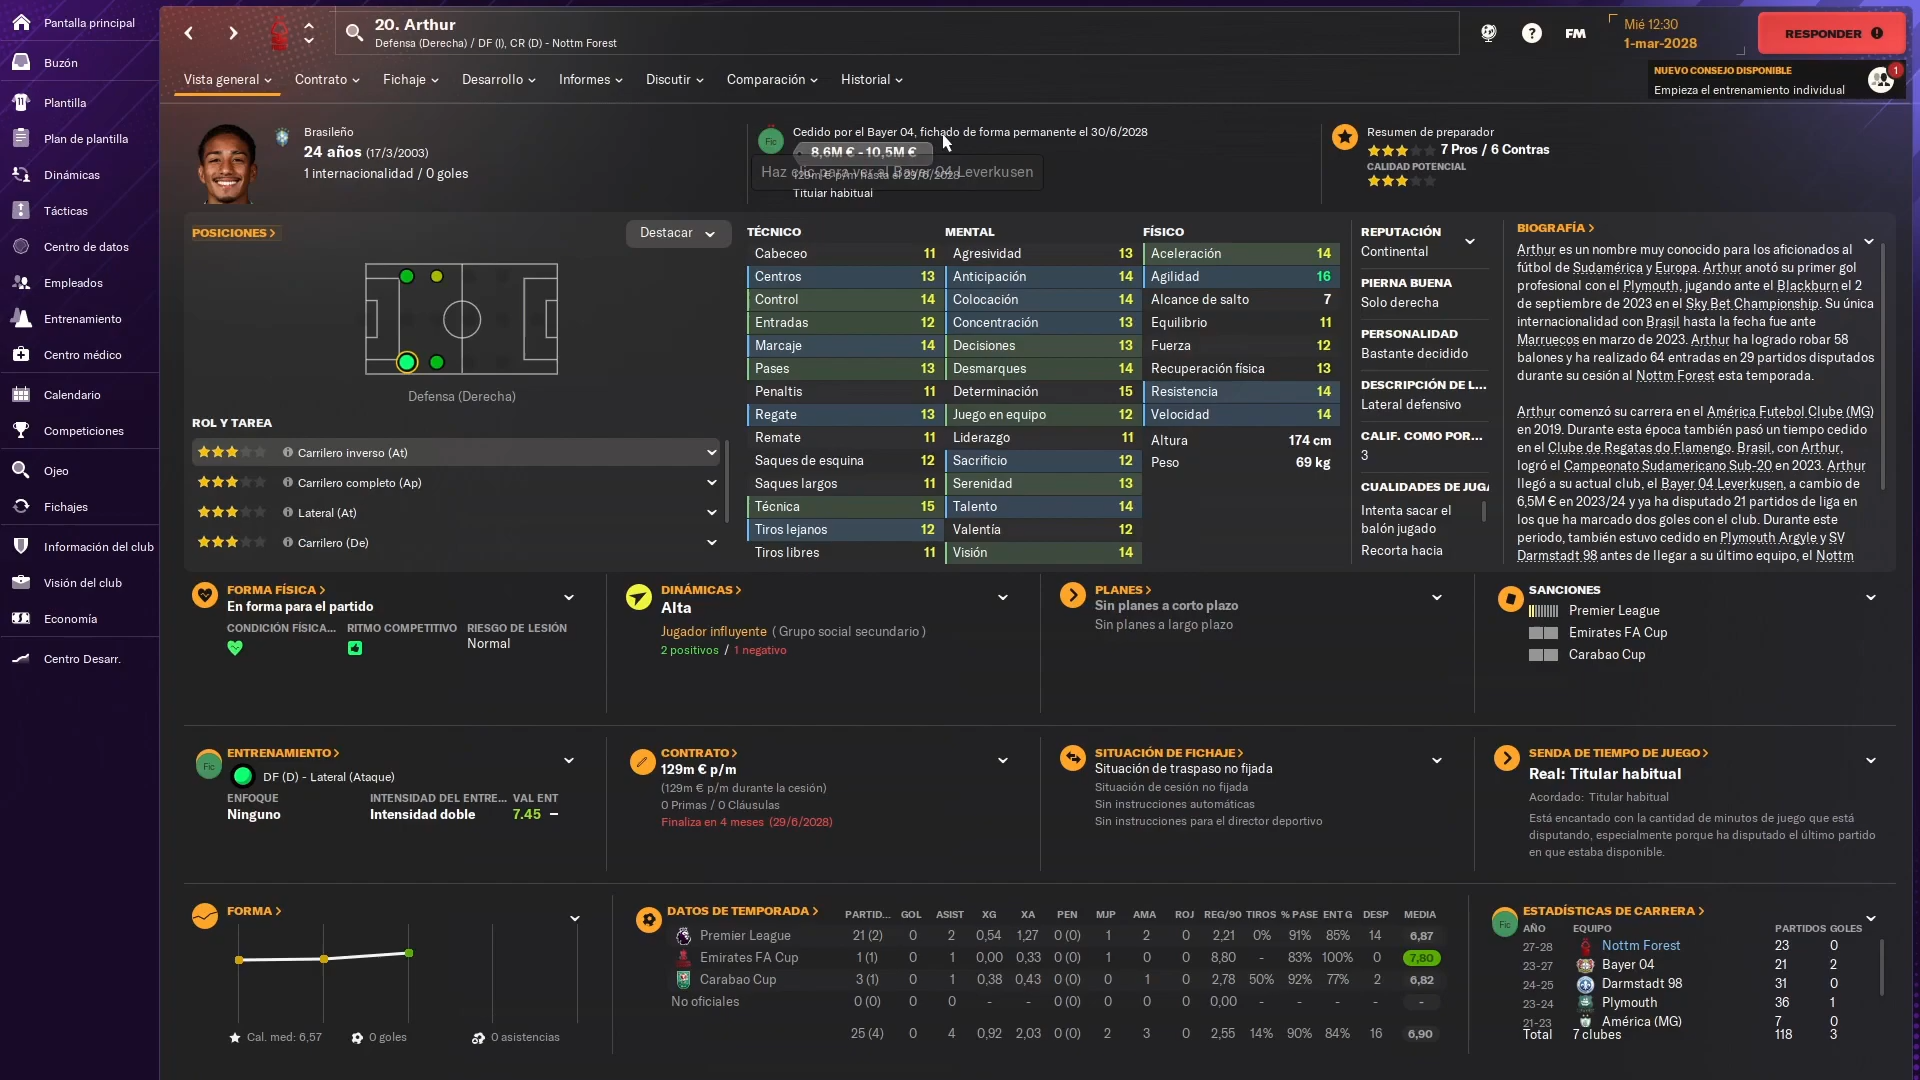 Pantalla principal
Buzón
Plantilla
Plan de plantilla
Dinámicas
Tácticas
Centro de datos
Empleados
Entrenamiento
Centro médico
Calendario
Competiciones
Ojeo
Fichajes
Información del club
Visión del club
Economía
Centro Desarr.
20. Arthur
Defensa (Derecha) / DF (I), CR (D) - Nottm Forest
FM
Mié 12:30
1-mar-2028
RESPONDER
Vista general Contrato Fichaje Desarrollo Informes Discutir Comparación Historial
NUEVO CONSEJO DISPONIBLE
Empieza el entrenamiento individual
1
Brasileño
24 años (17/3/2003)
1 internacionalidad / 0 goles
Fic
Cedido por el Bayer 04, fichado de forma permanente el 30/6/2028
8,6M € - 10,5M €
Haz clic para ver al Bayer 04 Leverkusen
129m € p/m hasta el 29/6/2028
Titular habitual
Resumen de preparador
7 Pros / 6 Contras
CALIDAD POTENCIAL
POSICIONES
Destacar
Defensa (Derecha)
ROL Y TAREA
Carrilero inverso (At)
Carrilero completo (Ap)
Lateral (At)
Carrilero (De)
TÉCNICO
Cabeceo 11
Centros 13
Control 14
Entradas 12
Marcaje 14
Pases 13
Penaltis 11
Regate 13
Remate 11
Saques de esquina 12
Saques largos 11
Técnica 15
Tiros lejanos 12
Tiros libres 11
MENTAL
Agresividad 13
Anticipación 14
Colocación 14
Concentración 13
Decisiones 13
Desmarques 14
Determinación 15
Juego en equipo 12
Liderazgo 11
Sacrificio 12
Serenidad 13
Talento 14
Valentía 12
Visión 14
FÍSICO
Aceleración 14
Agilidad 16
Alcance de salto 7
Equilibrio 11
Fuerza 12
Recuperación física 13
Resistencia 14
Velocidad 14
Altura 174 cm
Peso 69 kg
REPUTACIÓN
Continental
PIERNA BUENA
Solo derecha
PERSONALIDAD
Bastante decidido
DESCRIPCIÓN DE L...
Lateral defensivo
CALIF. COMO POR...
3
CUALIDADES DE JUGA
Intenta sacar el
balón jugado
Recorta hacia
BIOGRAFÍA
Arthur es un nombre muy conocido para los aficionados al
fútbol de Sudamérica y Europa. Arthur anotó su primer gol
profesional con el Plymouth, jugando ante el Blackburn el 2
de septiembre de 2023 en el Sky Bet Championship. Su única
internacionalidad con Brasil hasta la fecha fue ante
Marruecos en marzo de 2023. Arthur ha logrado robar 58
balones y ha realizado 64 entradas en 29 partidos disputados
durante su cesión al Nottm Forest esta temporada.
Arthur comenzó su carrera en el América Futebol Clube (MG)
en 2019. Durante esta época también pasó un tiempo cedido
en el Clube de Regatas do Flamengo. Brasil, con Arthur,
logró el Campeonato Sudamericano Sub-20 en 2023. Arthur
llegó a su actual club, el Bayer 04 Leverkusen, a cambio de
6,5M € en 2023/24 y ya ha disputado 21 partidos de liga en
los que ha marcado dos goles con el club. Durante este
periodo, también estuvo cedido en Plymouth Argyle y SV
Darmstadt 98 antes de llegar a su último equipo, el Nottm
FORMA FÍSICA
En forma para el partido
CONDICIÓN FÍSICA... RITMO COMPETITIVO RIESGO DE LESIÓN
Normal
DINÁMICAS
Alta
Jugador influyente ( Grupo social secundario )
2 positivos / 1 negativo
PLANES
Sin planes a corto plazo
Sin planes a largo plazo
SANCIONES
Premier League
Emirates FA Cup
Carabao Cup
Fic
ENTRENAMIENTO
DF (D) - Lateral (Ataque)
ENFOQUE INTENSIDAD DEL ENTRE... VAL ENT
Ninguno Intensidad doble 7.45 –
CONTRATO
129m € p/m
(129m € p/m durante la cesión)
0 Primas / 0 Cláusulas
Finaliza en 4 meses (29/6/2028)
SITUACIÓN DE FICHAJE
Situación de traspaso no fijada
Situación de cesión no fijada
Sin instrucciones automáticas
Sin instrucciones para el director deportivo
SENDA DE TIEMPO DE JUEGO
Real: Titular habitual
Acordado: Titular habitual
Está encantado con la cantidad de minutos de juego que está
disputando, especialmente porque ha disputado el último partido
en que estaba disponible.
FORMA
Cal. med: 6,57 0 goles 0 asistencias
DATOS DE TEMPORADA PARTID... GOL ASIST XG XA PEN MJP AMA ROJ REG/90 TIROS % PASE ENT G DESP MEDIA
Premier League 21 (2) 0 2 0,54 1,27 0 (0) 1 2 0 2,21 0% 91% 85% 14 6,87
Emirates FA Cup 1 (1) 0 1 0,00 0,33 0 (0) 1 0 0 8,80 - 83% 100% 0 7,80
Carabao Cup 3 (1) 0 1 0,38 0,43 0 (0) 0 1 0 2,78 50% 92% 77% 2 6,82
No oficiales 0 (0) 0 0 - - 0 (0) 0 0 0 0,00 - - - - -
25 (4) 0 4 0,92 2,03 0 (0) 2 3 0 2,55 14% 90% 84% 16 6,90
Fic
ESTADÍSTICAS DE CARRERA
AÑO EQUIPO PARTIDOS GOLES
27-28 Nottm Forest 23 0
23-27 Bayer 04 21 2
24-25 Darmstadt 98 31 0
23-24 Plymouth 36 1
21-23 América (MG) 7 0
Total 7 clubes 118 3